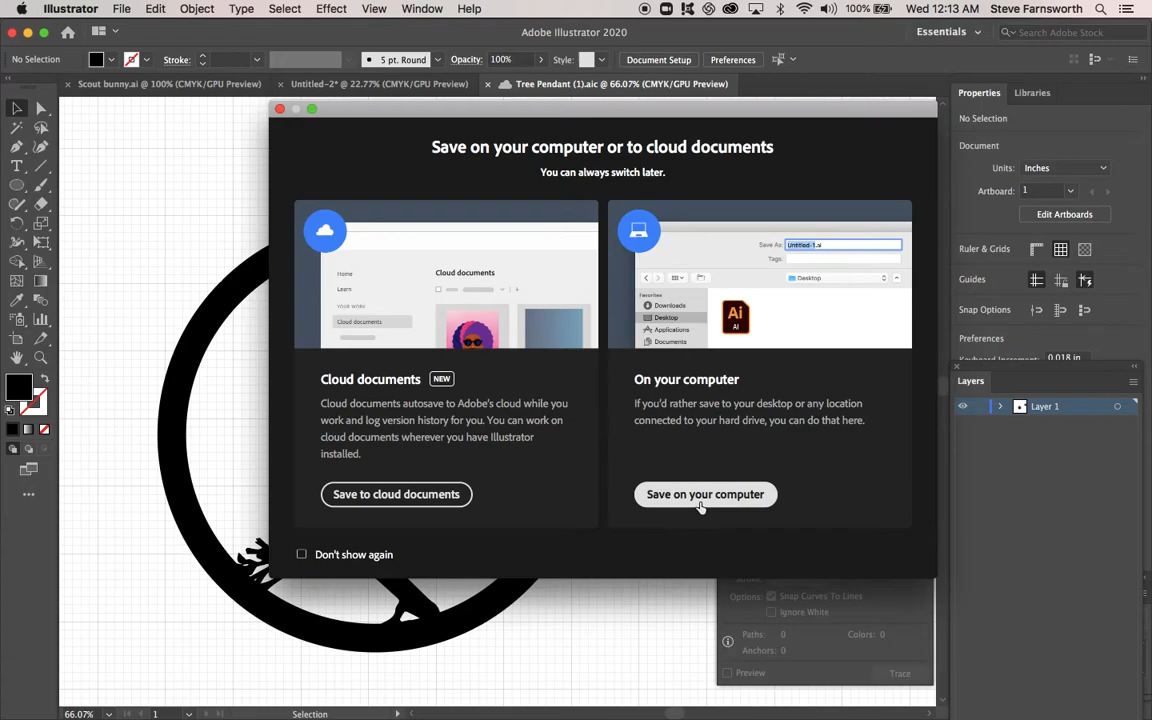 Illustrator File Edit Object Type Select Effect View Window Help 100% Wed 12:13 AM Steve Farnsworth
Adobe Illustrator 2020 Essentials Search Adobe Stock
No Selection Stroke: 5 pt. Round Opacity: 100% Style: Document Setup Preferences
Scout bunny.ai @ 100% (CMYK/GPU Preview) Untitled-2* @ 22.77% (CMYK/GPU Preview) Tree Pendant (1).aic @ 66.07% (CMYK/GPU Preview)
Properties Libraries
No Selection
Document
Units: Inches
Artboard: 1
Edit Artboards
Ruler & Grids
Guides
Snap Options
Preferences
Keyboard Increment: 0.018 in
Layers
Layer 1
Save on your computer or to cloud documents
You can always switch later.
Home
Learn
YOUR WORK
Cloud documents
Cloud documents
Save As: Untitled-1.ai
Tags:
Desktop
Favorites
Downloads
Desktop
Applications
Documents
Ai
AI
Cloud documents NEW
Cloud documents autosave to Adobe's cloud while you
work and log version history for you. You can work on
cloud documents wherever you have Illustrator
installed.
Save to cloud documents
On your computer
If you'd rather save to your desktop or any location
connected to your hard drive, you can do that here.
Save on your computer
Don't show again
Stroke:
Options: Snap Curves To Lines
Ignore White
Paths: 0 Colors: 0
Anchors: 0
Preview Trace
66.07% 1 Selection